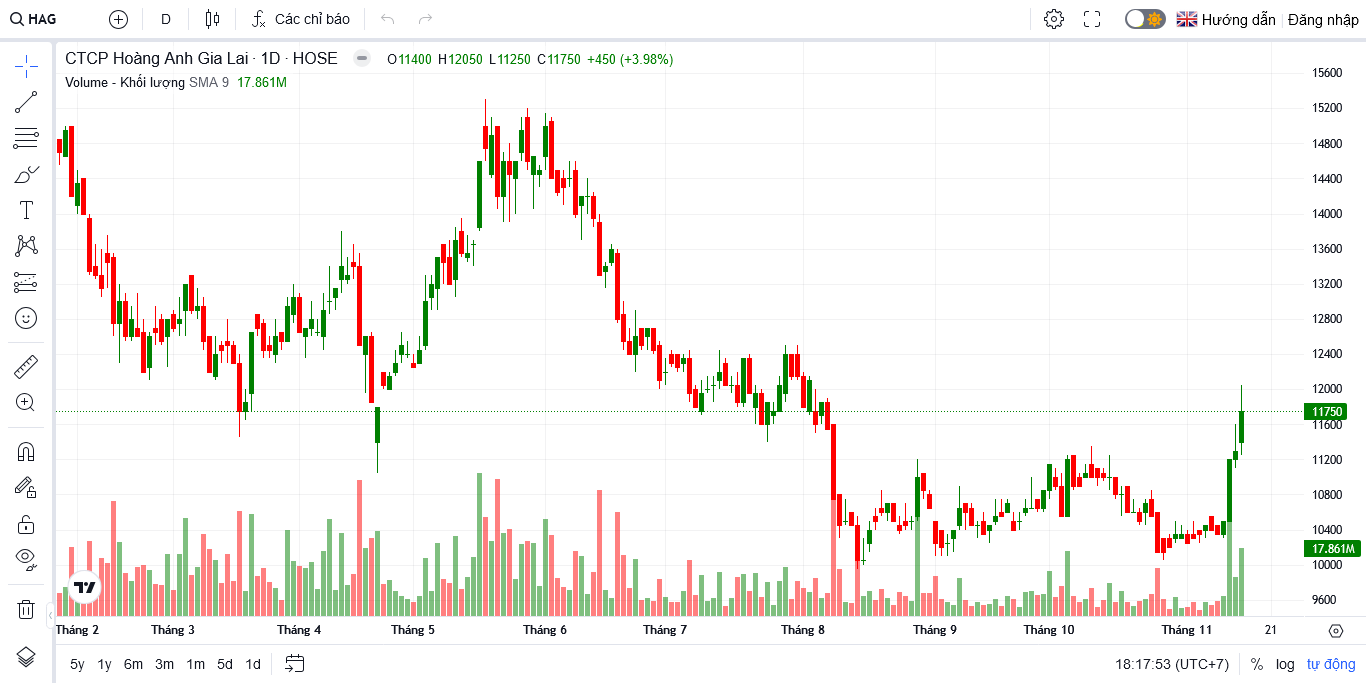 HAG D Các chỉ báo Hướng dẫn Đăng nhập
CTCP Hoàng Anh Gia Lai · 1D · HOSE O11400 H12050 L11250 C11750 +450 (+3.98%)
Volume - Khối lượng SMA 9 17.861M
15600
15200
14800
14400
14000
13600
13200
12800
12400
12000
11750
11600
11200
10800
10400
17.861M
10000
9600
Tháng 2 Tháng 3 Tháng 4 Tháng 5 Tháng 6 Tháng 7 Tháng 8 Tháng 9 Tháng 10 Tháng 11 21
5y 1y 6m 3m 1m 5d 1d 18:17:53 (UTC+7) % log tự động